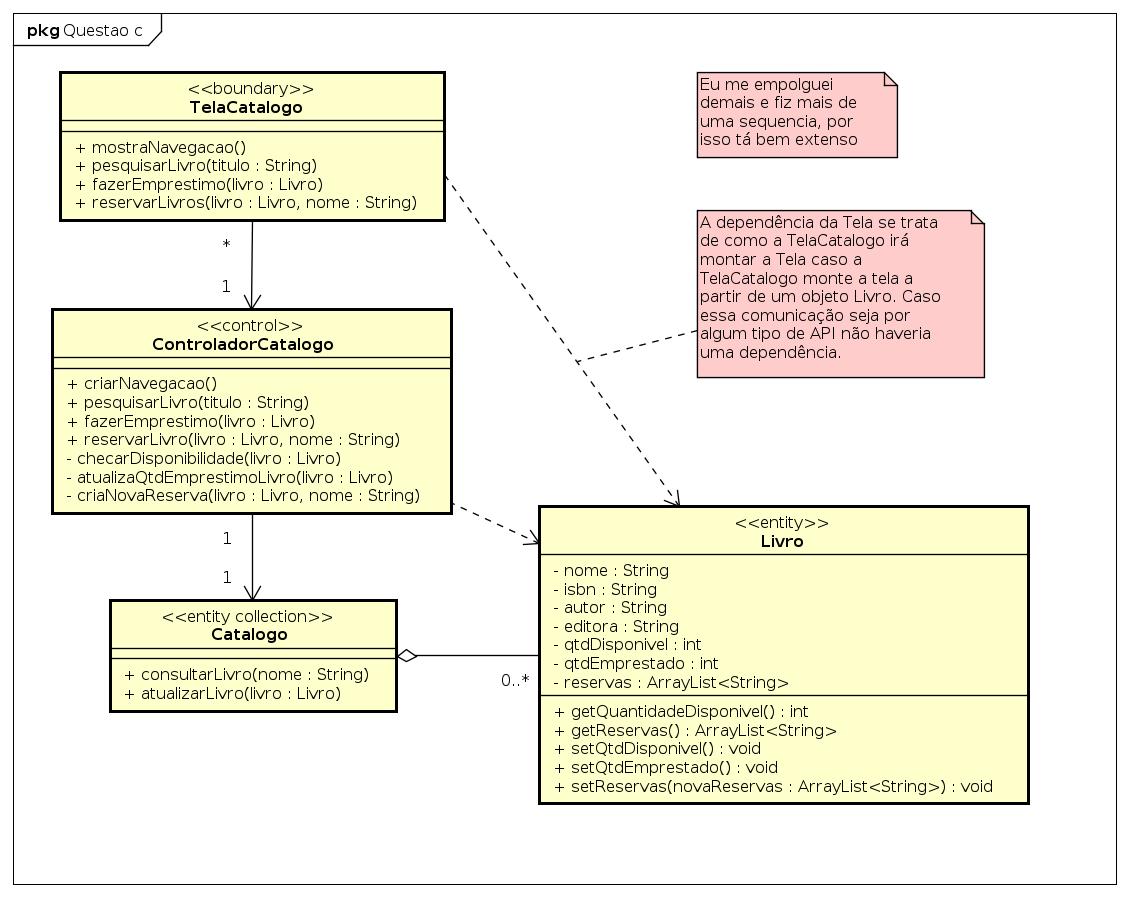 pkg Questao c
<<boundary>>
TelaCatalogo
+ mostraNavegacao()
+ pesquisarLivro(titulo : String)
+ fazerEmprestimo(livro : Livro)
+ reservarLivros(livro : Livro, nome : String)
Eu me empolguei
demais e fiz mais de
uma sequencia, por
isso tá bem extenso
A dependência da Tela se trata
de como a TelaCatalogo irá
montar a Tela caso a
TelaCatalogo monte a tela a
partir de um objeto Livro. Caso
essa comunicação seja por
algum tipo de API não haveria
uma dependência.
*
1
<<control>>
ControladorCatalogo
+ criarNavegacao()
+ pesquisarLivro(titulo : String)
+ fazerEmprestimo(livro : Livro)
+ reservarLivro(livro : Livro, nome : String)
- checarDisponibilidade(livro : Livro)
- atualizaQtdEmprestimoLivro(livro : Livro)
- criaNovaReserva(livro : Livro, nome : String)
1
1
<<entity collection>>
Catalogo
+ consultarLivro(nome : String)
+ atualizarLivro(livro : Livro)
0..*
<<entity>>
Livro
- nome : String
- isbn : String
- autor : String
- editora : String
- qtdDisponivel : int
- qtdEmprestado : int
- reservas : ArrayList<String>
+ getQuantidadeDisponivel() : int
+ getReservas() : ArrayList<String>
+ setQtdDisponivel() : void
+ setQtdEmprestado() : void
+ setReservas(novaReservas : ArrayList<String>) : void